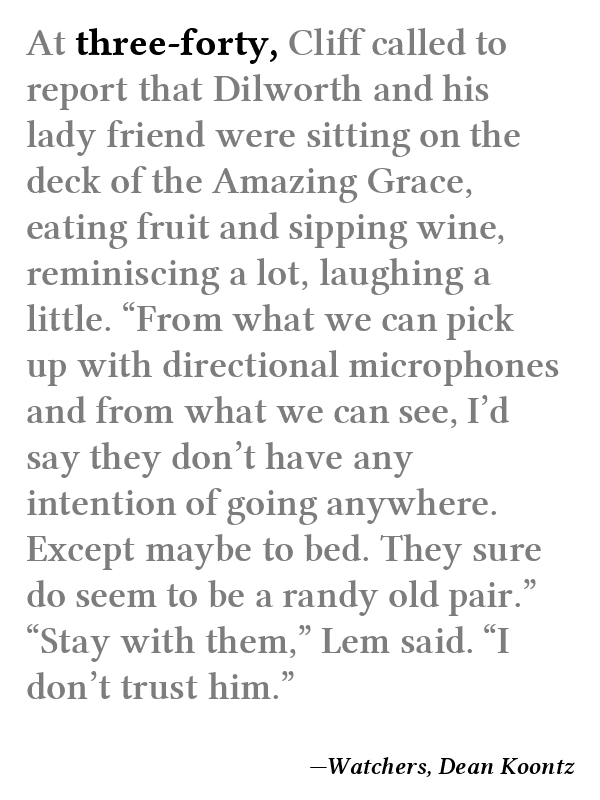 At three-forty, Cliff called to
report that Dilworth and his
lady friend were sitting on the
deck of the Amazing Grace,
eating fruit and sipping wine,
reminiscing a lot, laughing a
little. “From what we can pick
up with directional microphones
and from what we can see, I’d
say they don’t have any
intention of going anywhere.
Except maybe to bed. They sure
do seem to be a randy old pair.”
“Stay with them,” Lem said. “I
don’t trust him.”
—Watchers, Dean Koontz